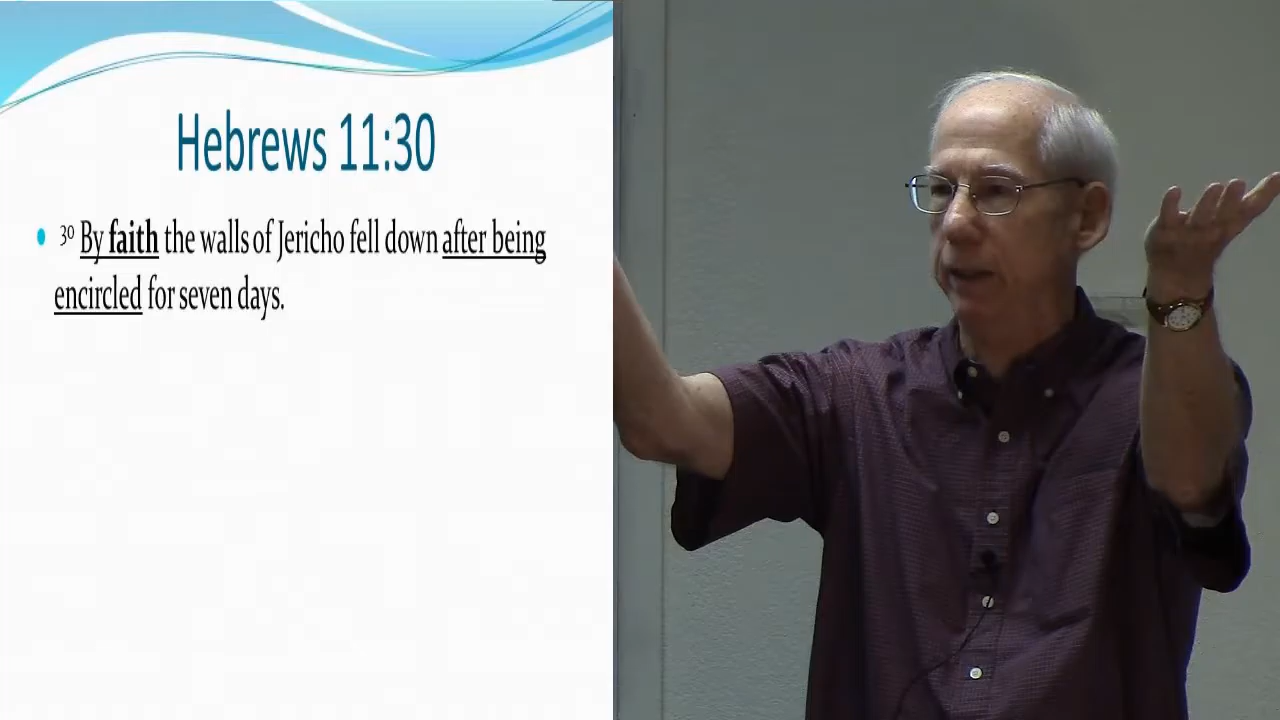 Hebrews 11:30
• ³⁰ By faith the walls of Jericho fell down after being
encircled for seven days.